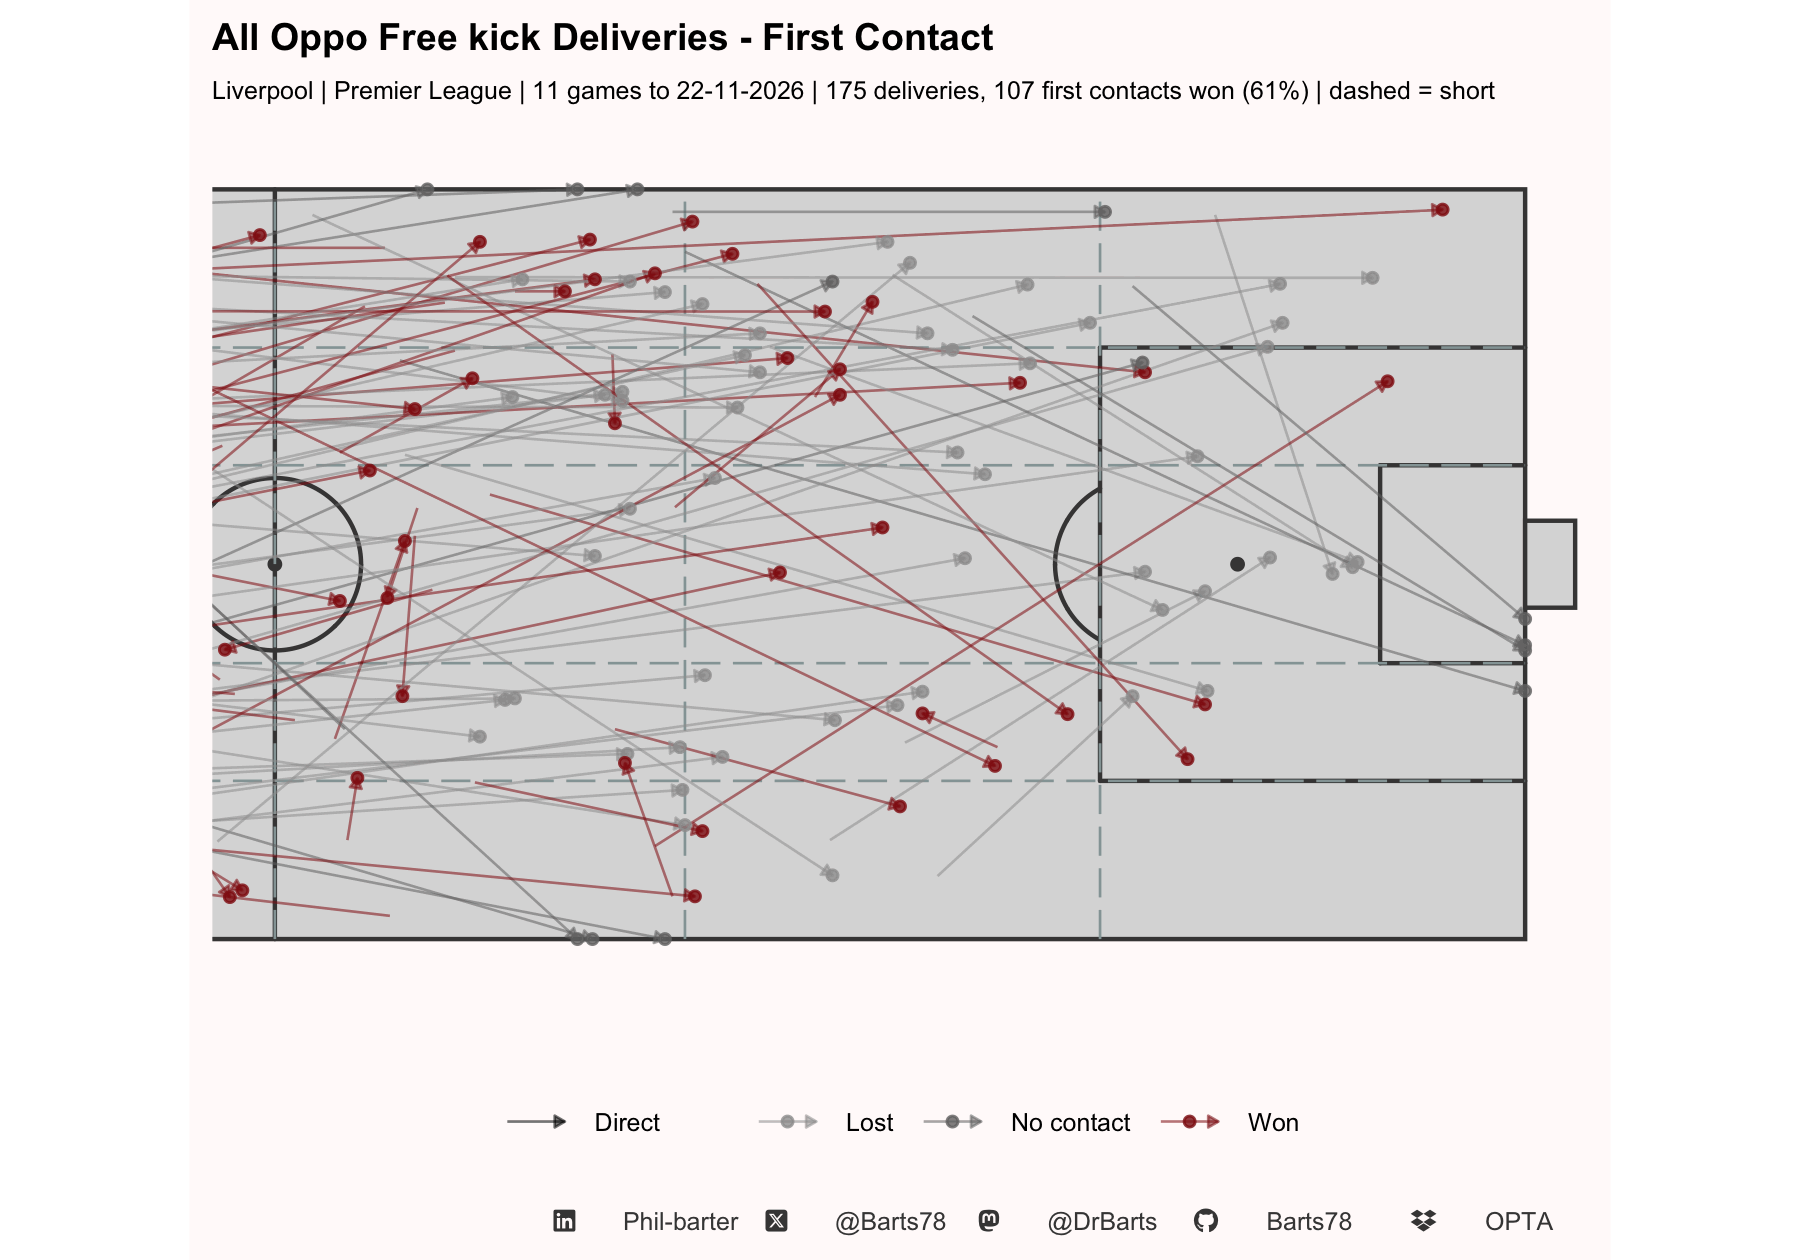 All Oppo Free kick Deliveries - First Contact
Liverpool | Premier League | 11 games to 22-11-2026 | 175 deliveries, 107 first contacts won (61%) | dashed = short
Direct Lost No contact Won
Phil-barter @Barts78 @DrBarts Barts78 OPTA